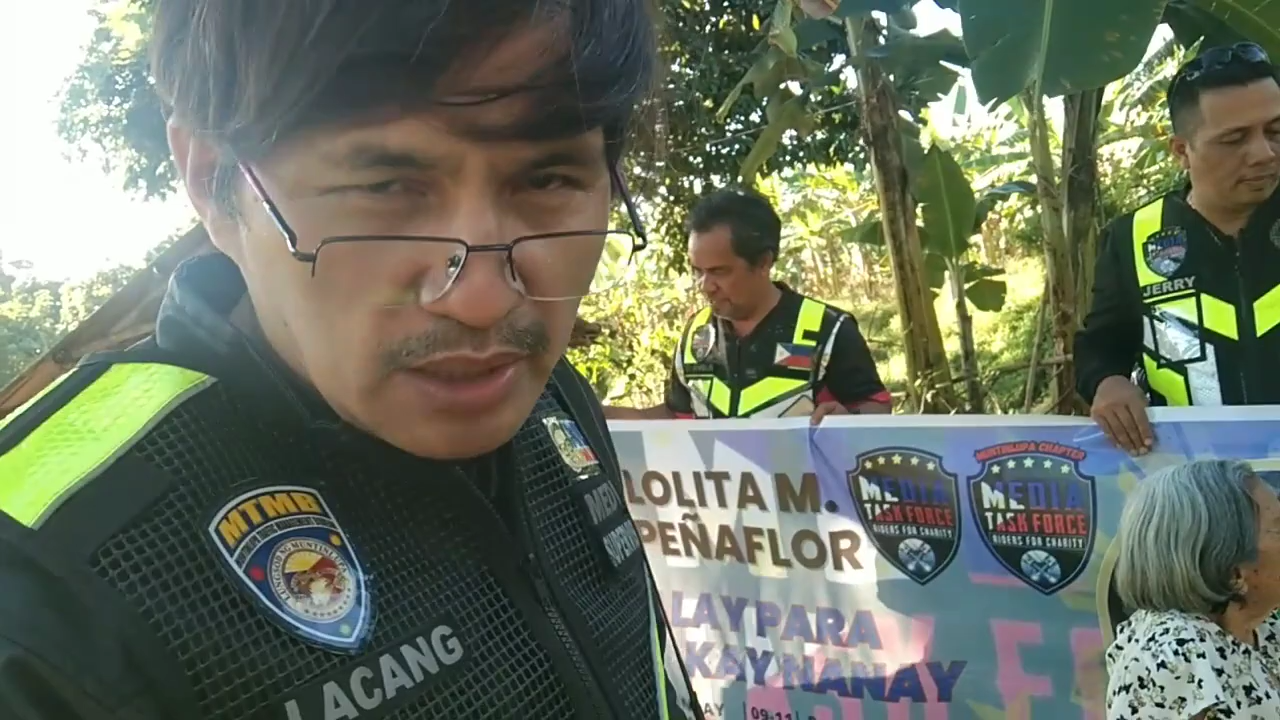 JERRY
LOLITA M.
PEÑAFLOR
MEDIA
TASK FORCE
RIDERS FOR CHARITY
MUNTINLUPA CHAPTER
MEDIA
TASK FORCE
RIDERS FOR CHARITY
LAY PARA
KAY NANAY
MTMB
LACANG
MEDIA